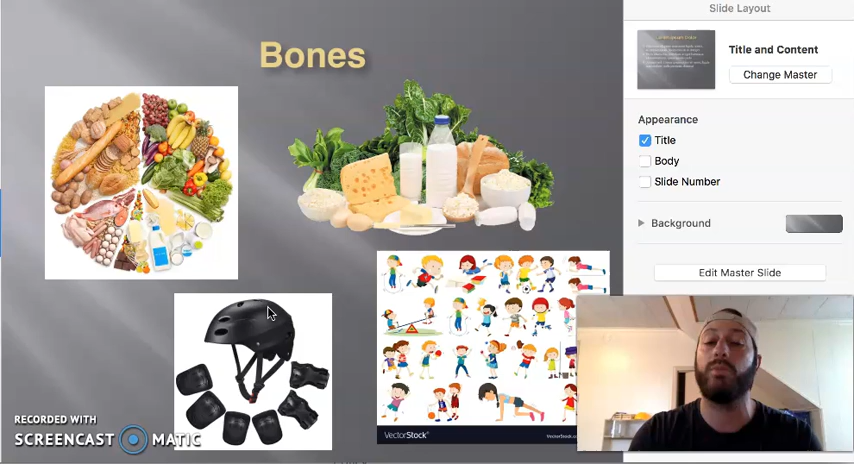 Slide Layout
Bones
Title and Content
Change Master
Appearance
Title
Body
Slide Number
Background
Edit Master Slide
RECORDED WITH
SCREENCAST MATIC
VectorStock®
VectorStock.c